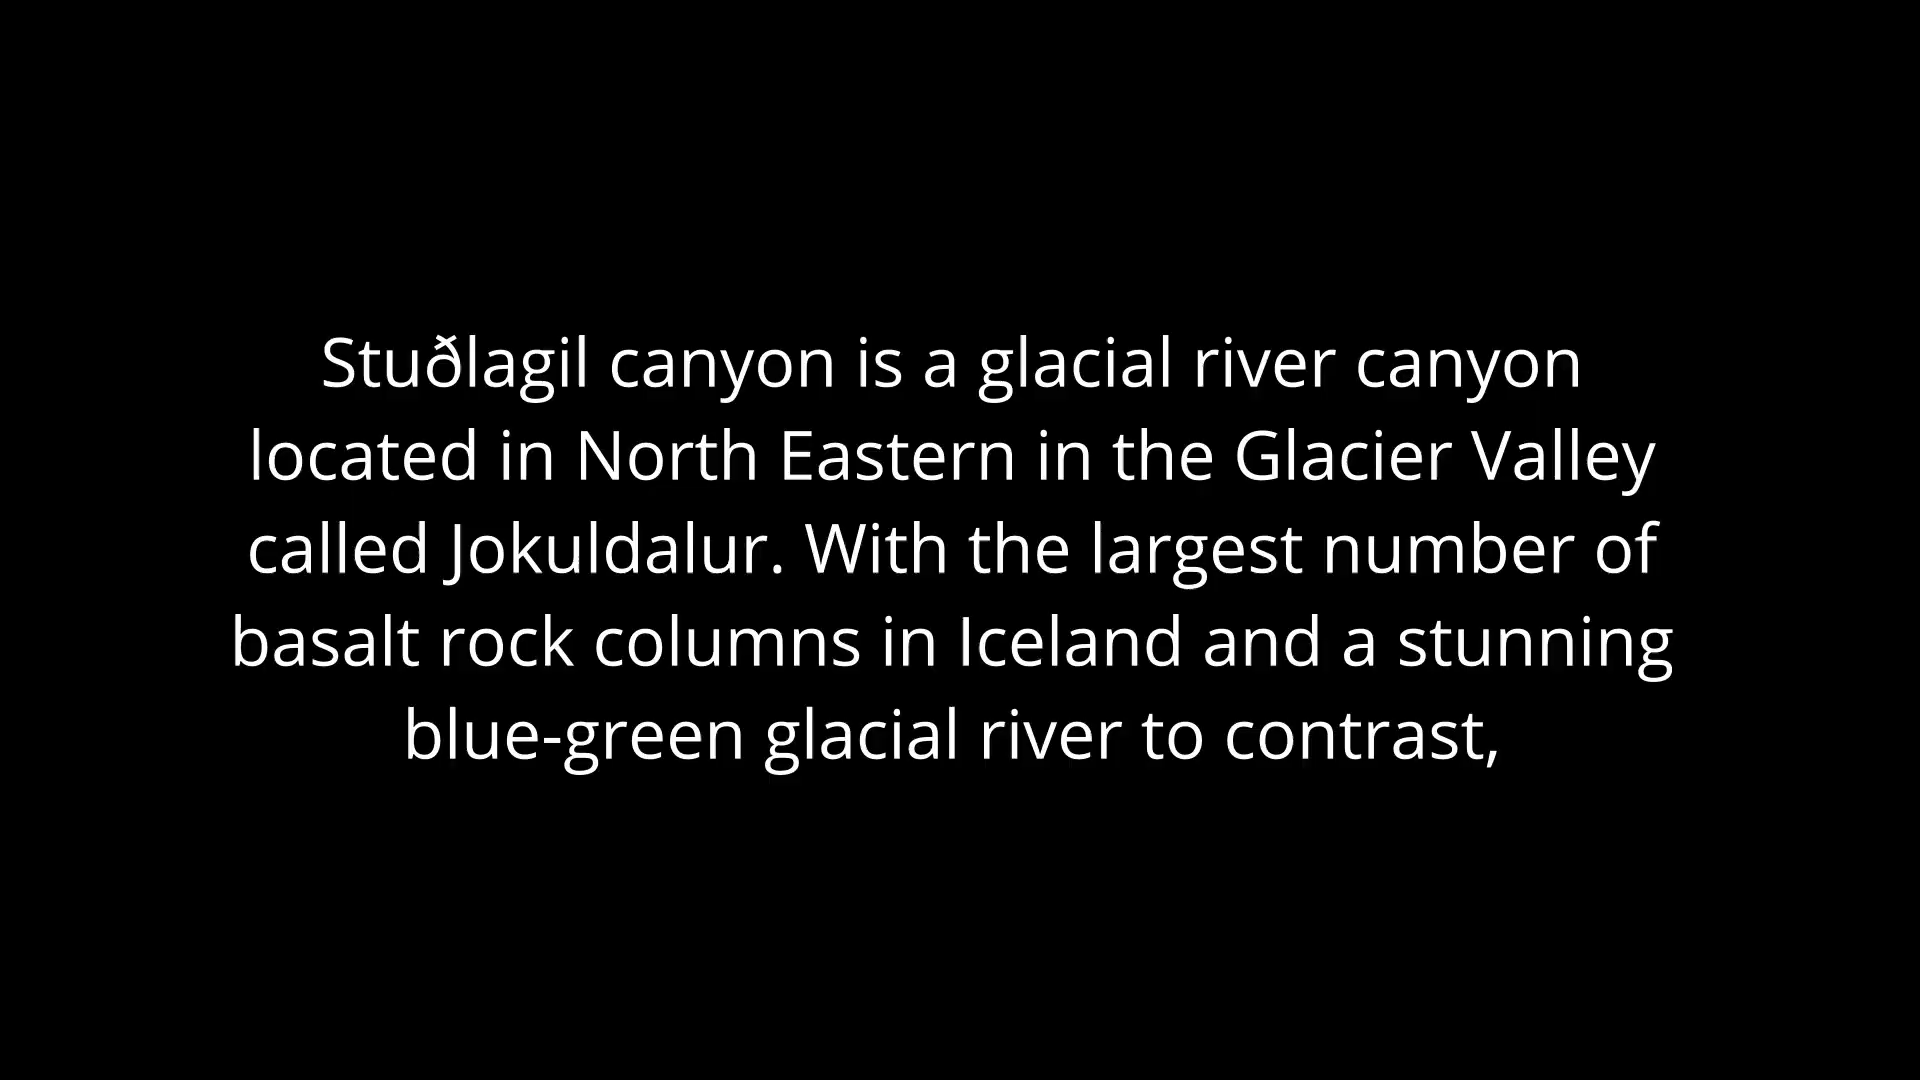 Stuðlagil canyon is a glacial river canyon
located in North Eastern in the Glacier Valley
called Jokuldalur. With the largest number of
basalt rock columns in Iceland and a stunning
blue-green glacial river to contrast,